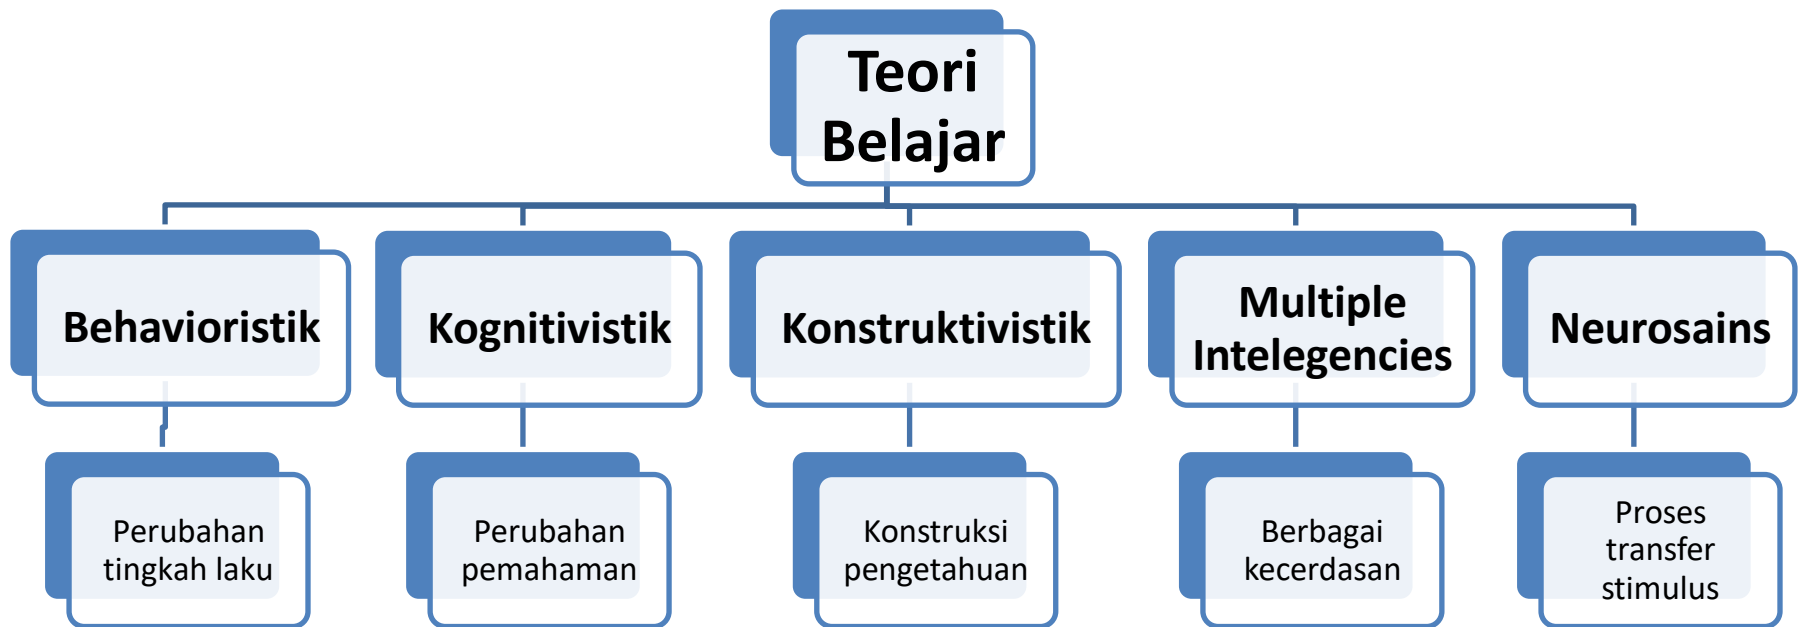 Teori
Belajar
Behavioristik
Kognitivistik
Konstruktivistik
Multiple
Intelegencies
Neurosains
Perubahan
tingkah laku
Perubahan
pemahaman
Konstruksi
pengetahuan
Berbagai
kecerdasan
Proses
transfer
stimulus